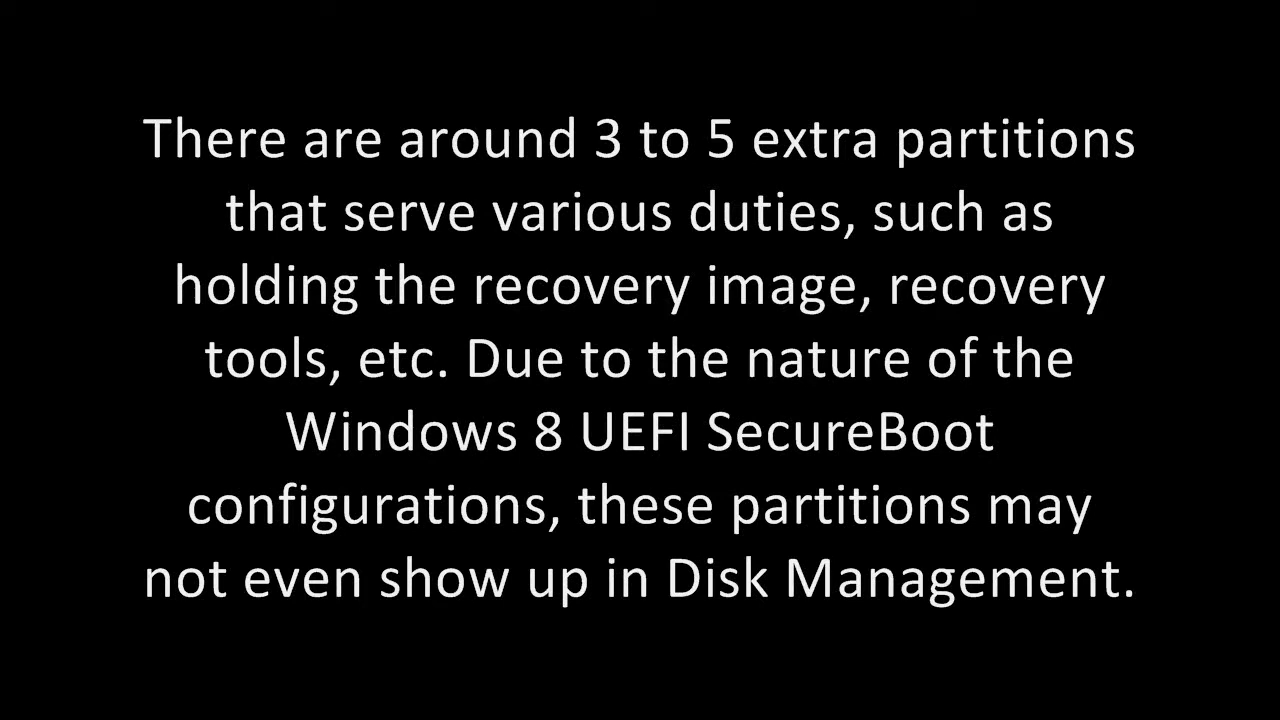 There are around 3 to 5 extra partitions
that serve various duties, such as
holding the recovery image, recovery
tools, etc. Due to the nature of the
Windows 8 UEFI SecureBoot
configurations, these partitions may
not even show up in Disk Management.